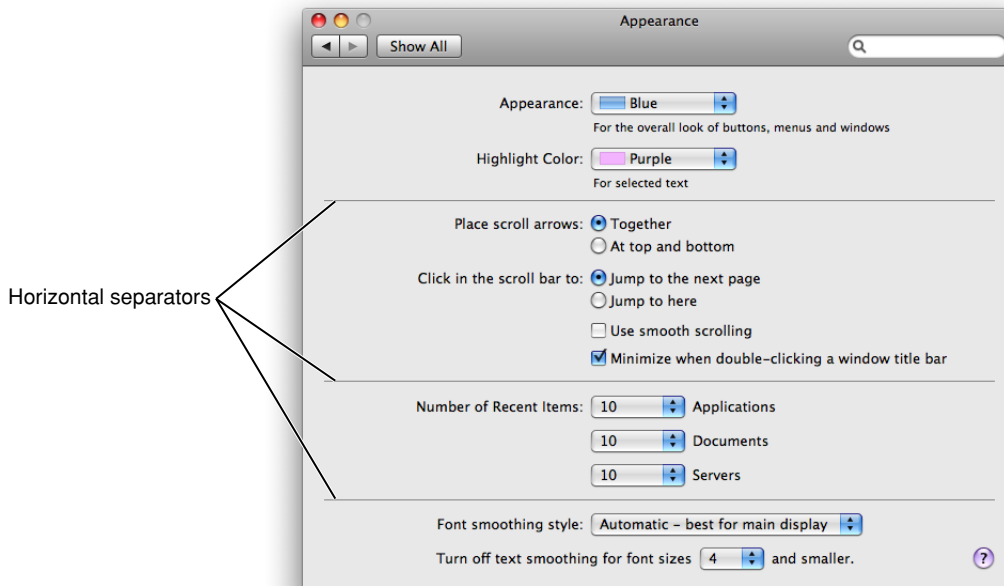 Appearance
Show All
Appearance: Blue
For the overall look of buttons, menus and windows
Highlight Color: Purple
For selected text
Place scroll arrows: Together
At top and bottom
Click in the scroll bar to: Jump to the next page
Horizontal separators
Jump to here
Use smooth scrolling
Minimize when double-clicking a window title bar
Number of Recent Items: 10 Applications
10 Documents
10 Servers
Font smoothing style: Automatic – best for main display
Turn off text smoothing for font sizes 4 and smaller.
?